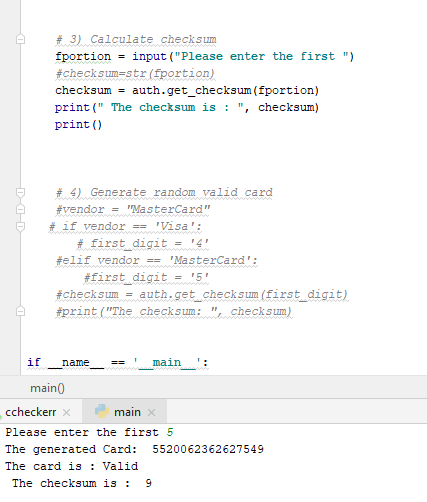 # 3) Calculate checksum
fportion = input("Please enter the first ")
#checksum=str(fportion)
checksum = auth.get_checksum(fportion)
print(" The checksum is : ", checksum)
print()
# 4) Generate random valid card
#vendor = "MasterCard"
# if vendor == 'Visa':
# first_digit = '4'
#elif vendor == 'MasterCard':
#first_digit = '5'
#checksum = auth.get_checksum(first_digit)
#print("The checksum: ", checksum)
if __name__ == '__main__':
main()
ccheckerr × main ×
Please enter the first 5
The generated Card:  5520062362627549
The card is : Valid
The checksum is :  9